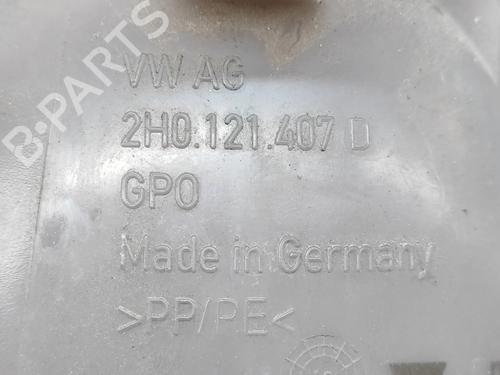 B-PARTS
VW AG
2H0.121.407 D
GPO
Made in Germany
>PP/PE<